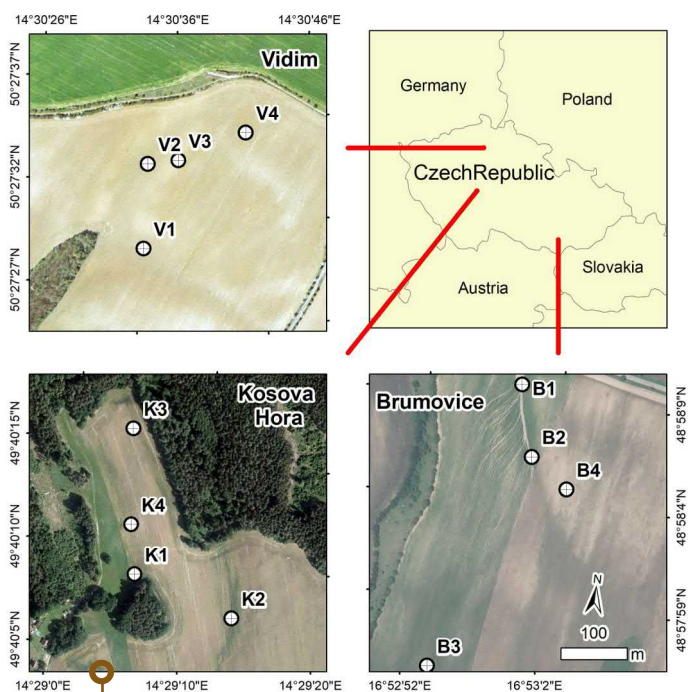 14°30'26"E
14°30'36"E
14°30'46"E
50°27'37"N
50°27'32"N
50°27'27"N
Vidim
V4
V2
V3
V1
Germany
Poland
CzechRepublic
Slovakia
Austria
Kosova
Hora
K3
K4
K1
K2
49°40'15"N
49°40'10"N
49°40'5"N
14°29'0"E
14°29'10"E
14°29'20"E
Brumovice
B1
B2
B4
B3
N
100
m
48°58'9"N
48°58'4"N
48°57'59"N
16°52'52"E
16°53'2"E